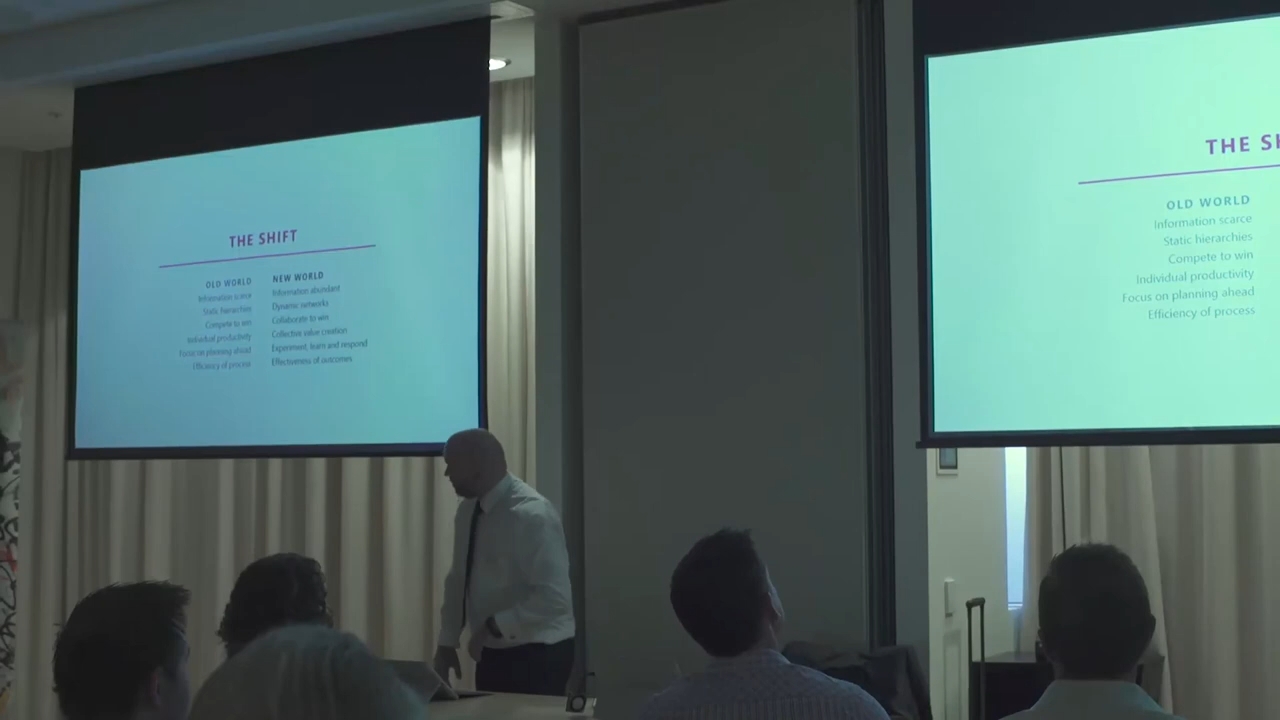 THE SHIFT
OLD WORLD NEW WORLD
Information scarce Information abundant
Static hierarchies Dynamic networks
Compete to win Collaborate to win
Individual productivity Collective value creation
Focus on planning ahead Experiment, learn and respond
Efficiency of process Effectiveness of outcomes
THE SH
OLD WORLD
Information scarce
Static hierarchies
Compete to win
Individual productivity
Focus on planning ahead
Efficiency of process